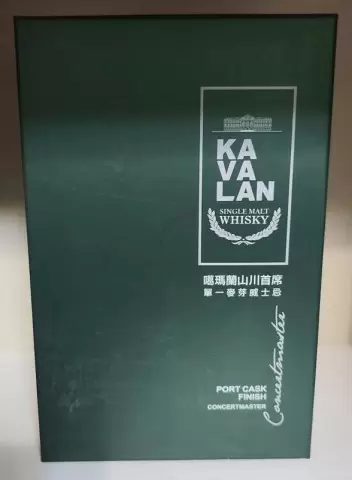 KA
VA
LAN
SINGLE MALT
WHISKY
噶瑪蘭山川首席
單一麥芽威士忌
Concertmaster
PORT CASK
FINISH
CONCERTMASTER